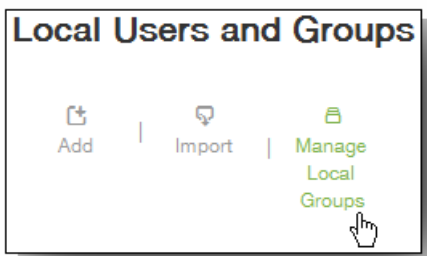 Local Users and Groups
Add | Import | Manage
Local
Groups